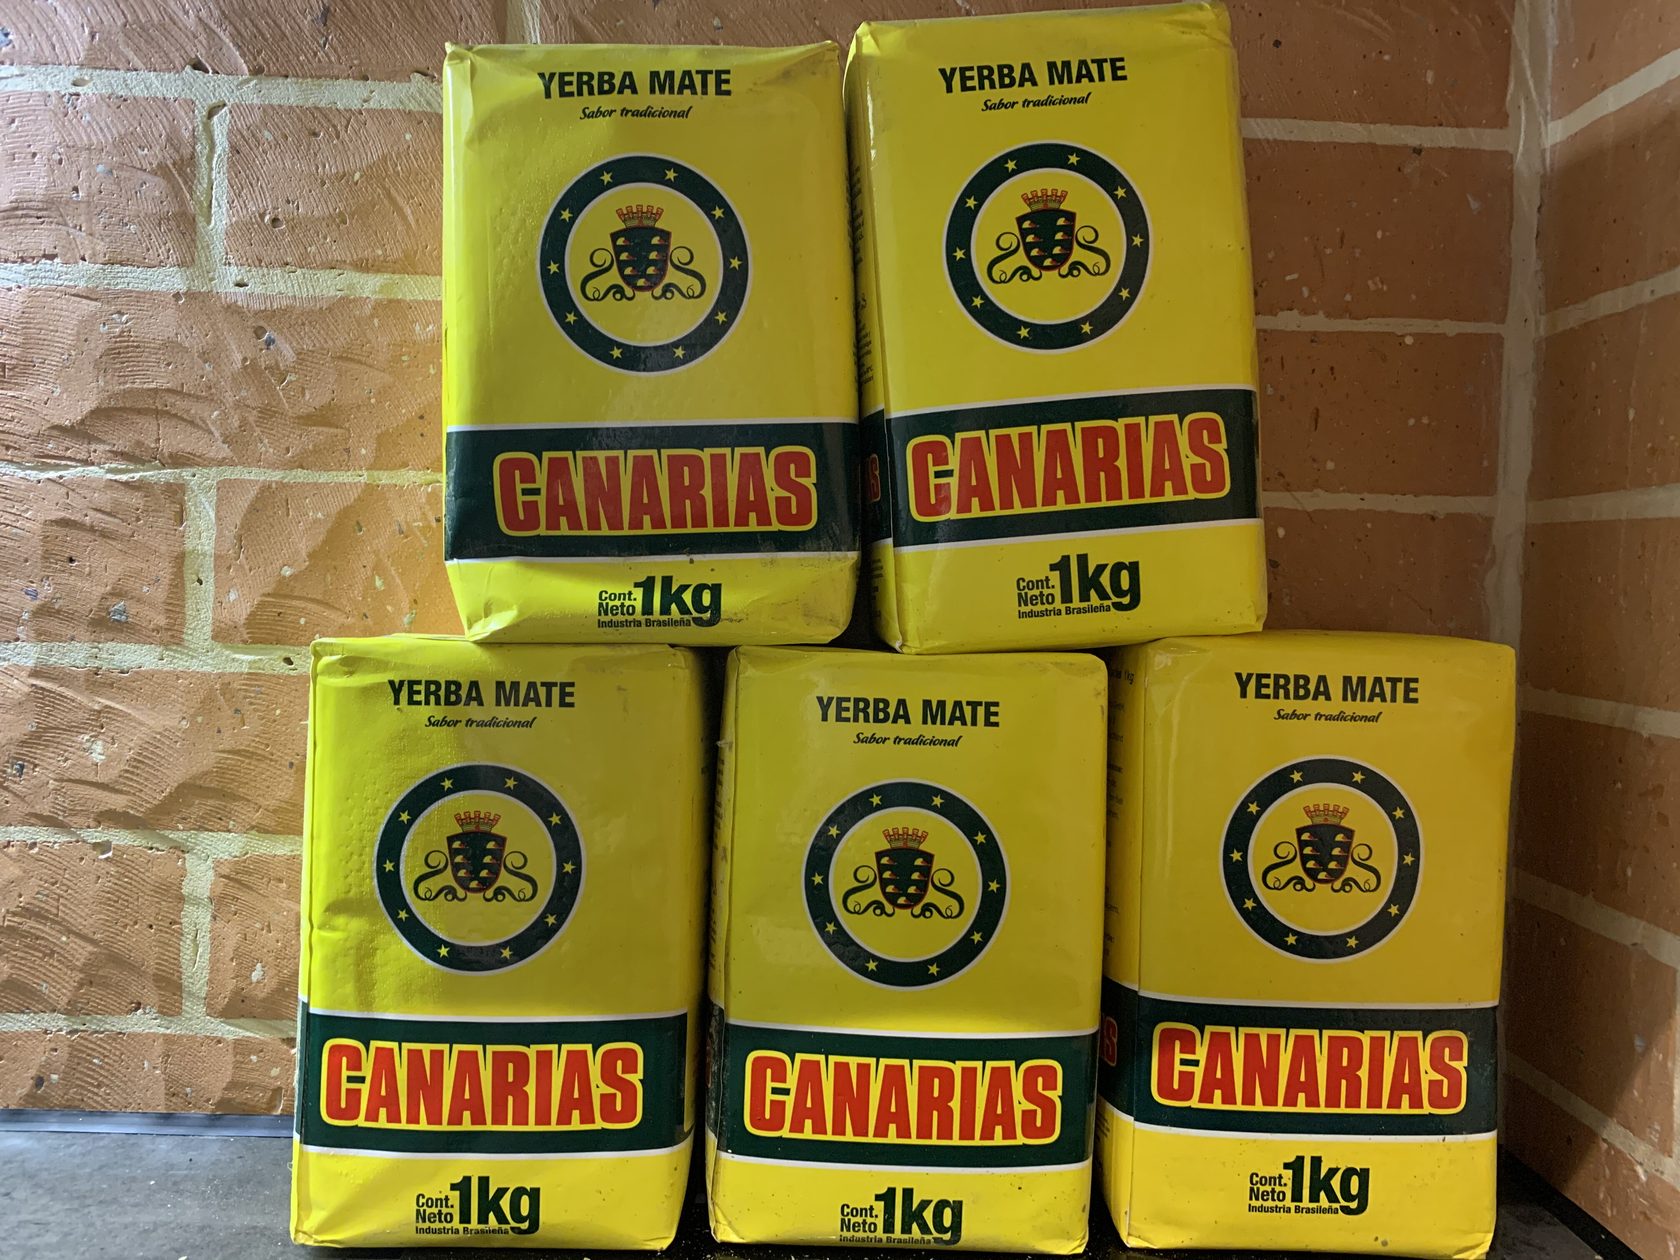 YERBA MATE
Sabor tradicional
CANARIAS
Cont.
Neto 1kg
Industria Brasileña
YERBA MATE
Sabor tradicional
CANARIAS
Cont.
Neto 1kg
Industria Brasileña
YERBA MATE
Sabor tradicional
CANARIAS
Cont.
Neto 1kg
Industria Brasileña
YERBA MATE
Sabor tradicional
CANARIAS
Cont.
Neto 1kg
Industria Brasileña
YERBA MATE
Sabor tradicional
CANARIAS
Cont.
Neto 1kg
Industria Brasileña